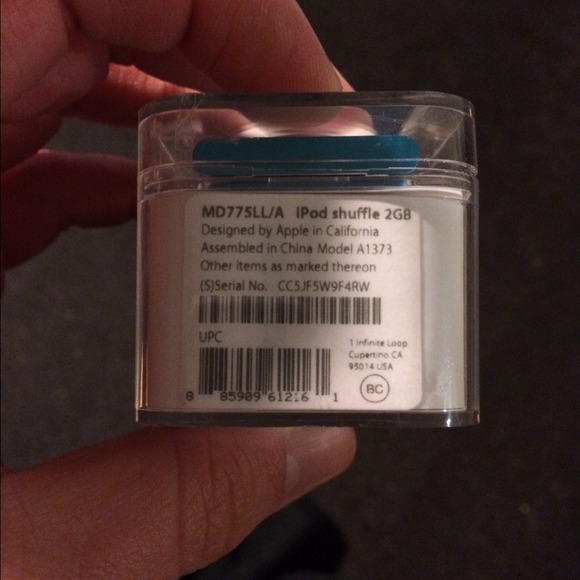 MD775LL/A iPod shuffle 2GB
Designed by Apple in California
Assembled in China Model A1373
Other items as marked thereon
(S)Serial No. CC5JF5W9F4RW
UPC
1 Infinite Loop
Cupertino CA
95014 USA
BC
8 85909 61216 1